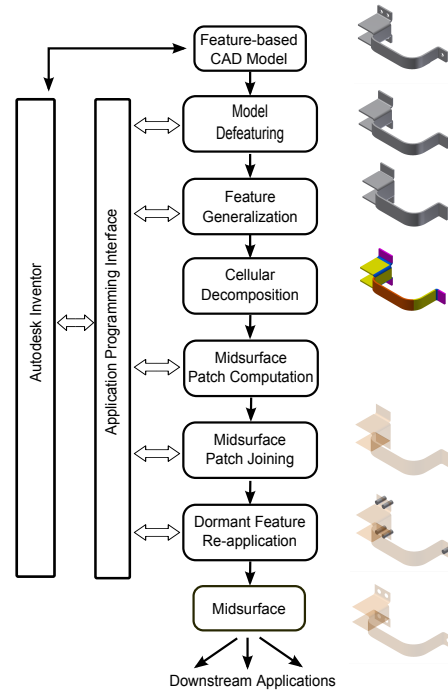 Feature-based
CAD Model
Model
Defeaturing
Feature
Generalization
Cellular
Decomposition
Midsurface
Patch Computation
Midsurface
Patch Joining
Dormant Feature
Re-application
Midsurface
Downstream Applications
Autodesk Inventor
Application Programming Interface